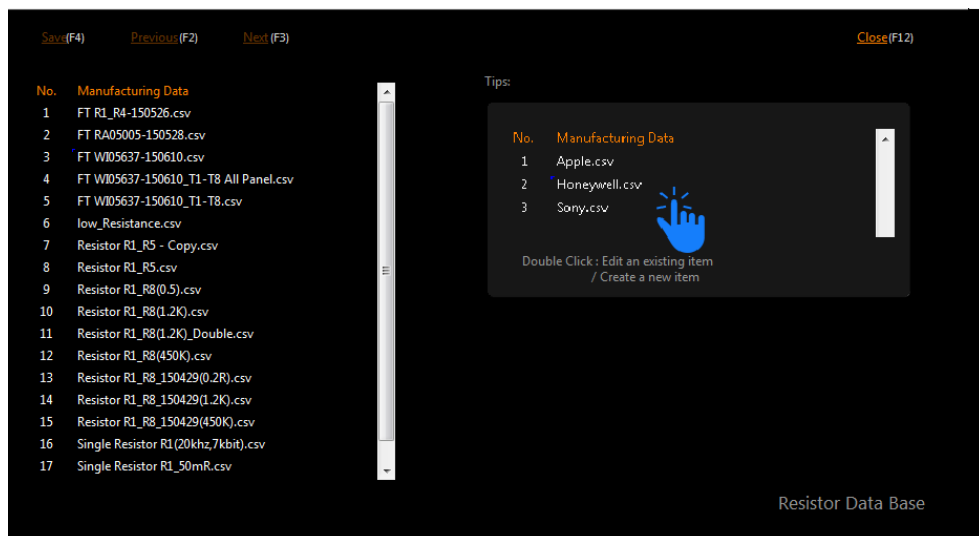 Save(F4) Previous(F2) Next(F3) Close(F12)
No. Manufacturing Data
1 FT R1_R4-150526.csv
2 FT RA05005-150528.csv
3 FT WI05637-150610.csv
4 FT WI05637-150610_T1-T8 All Panel.csv
5 FT WI05637-150610_T1-T8.csv
6 low_Resistance.csv
7 Resistor R1_R5 - Copy.csv
8 Resistor R1_R5.csv
9 Resistor R1_R8(0.5).csv
10 Resistor R1_R8(1.2K).csv
11 Resistor R1_R8(1.2K)_Double.csv
12 Resistor R1_R8(450K).csv
13 Resistor R1_R8_150429(0.2R).csv
14 Resistor R1_R8_150429(1.2K).csv
15 Resistor R1_R8_150429(450K).csv
16 Single Resistor R1(20khz,7kbit).csv
17 Single Resistor R1_50mR.csv
Tips:
No. Manufacturing Data
1 Apple.csv
2 Honeywell.csv
3 Sony.csv
Double Click : Edit an existing item
/ Create a new item
Resistor Data Base